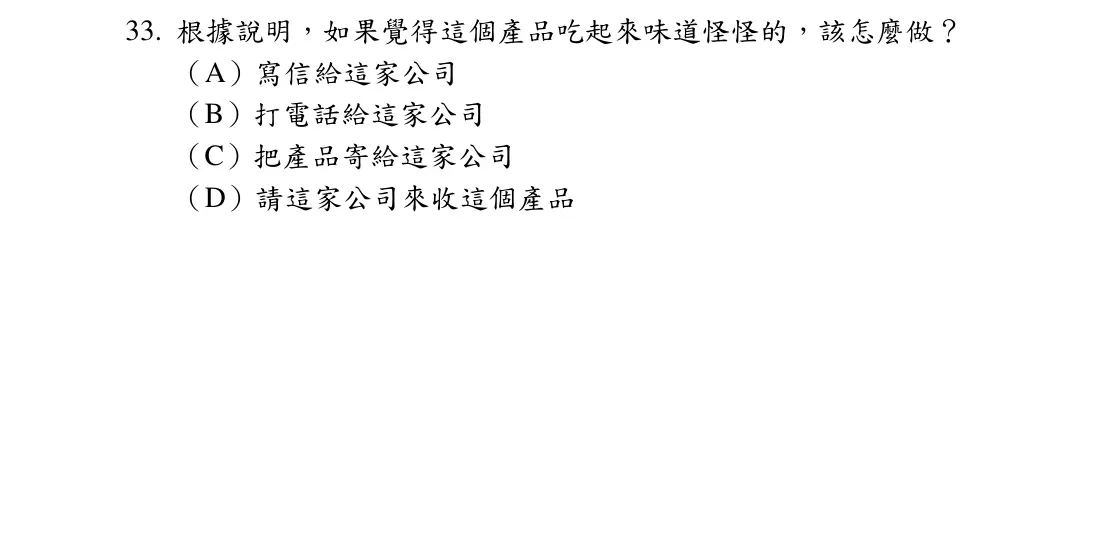 33. 根據說明，如果覺得這個產品吃起來味道怪怪的，該怎麼做？
（A）寫信給這家公司
（B）打電話給這家公司
（C）把產品寄給這家公司
（D）請這家公司來收這個產品